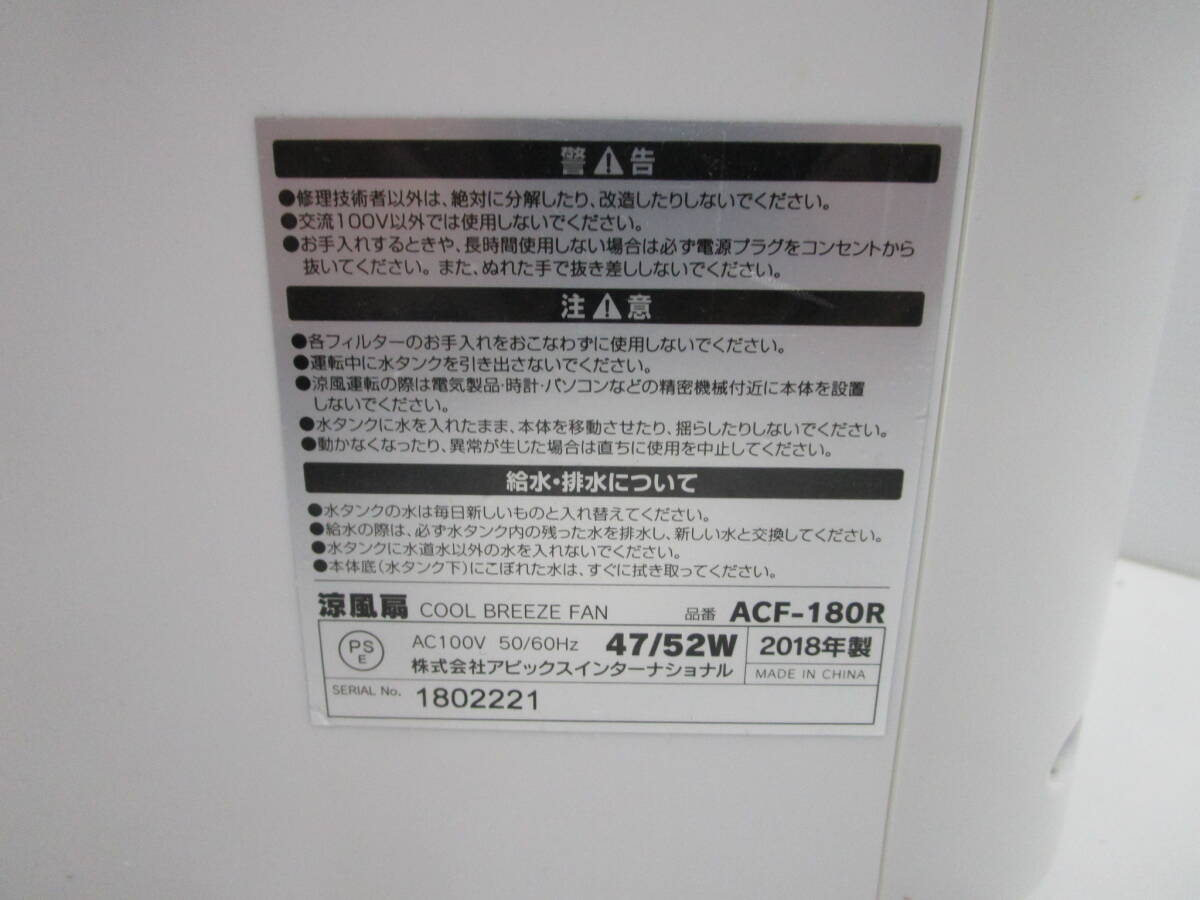 警⚠告
●修理技術者以外は、絶対に分解したり、改造したりしないでください。
●交流100V以外では使用しないでください。
●お手入れするときや、長時間使用しない場合は必ず電源プラグをコンセントから
抜いてください。また、ぬれた手で抜き差ししないでください。
注⚠意
●各フィルターのお手入れをおこなわずに使用しないでください。
●運転中に水タンクを引き出さないでください。
●涼風運転の際は電気製品・時計・パソコンなどの精密機械付近に本体を設置
しないでください。
●水タンクに水を入れたまま、本体を移動させたり、揺らしたりしないでください。
●動かなくなったり、異常が生じた場合は直ちに使用を中止してください。
給水・排水について
●水タンクの水は毎日新しいものと入れ替えてください。
●給水の際は、必ず水タンク内の残った水を排水し、新しい水と交換してください。
●水タンクに水道水以外の水を入れないでください。
●本体底(水タンク下)にこぼれた水は、すぐに拭き取ってください。
涼風扇 COOL BREEZE FAN 品番 ACF-180R
PSE AC100V 50/60Hz 47/52W 2018年製
株式会社アピックスインターナショナル MADE IN CHINA
SERIAL No. 1802221